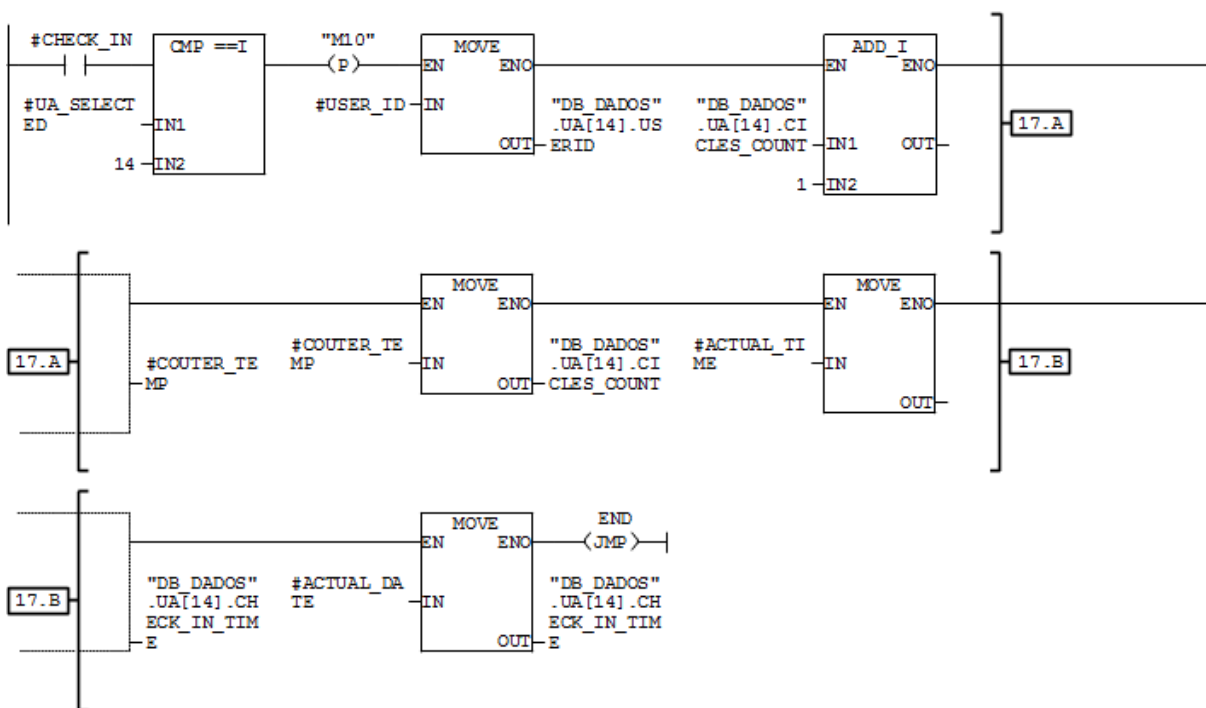 #CHECK_IN
CMP ==I
"M10"
(P)
MOVE
EN ENO
ADD_I
EN ENO
#UA_SELECT
ED
IN1
14 IN2
#USER_ID IN
"DB_DADOS"
.UA[14].US
OUT ERID
"DB_DADOS"
.UA[14].CI
CLES_COUNT IN1 OUT
1 IN2
17.A
17.A
#COUTER_TE
MP
MOVE
EN ENO
#COUTER_TE
MP IN
"DB_DADOS"
.UA[14].CI
OUT CLES_COUNT
MOVE
EN ENO
#ACTUAL_TI
ME IN
OUT
17.B
17.B
"DB_DADOS"
.UA[14].CH
ECK_IN_TIM
E
MOVE
EN ENO
#ACTUAL_DA
TE IN
END
(JMP)
"DB_DADOS"
.UA[14].CH
ECK_IN_TIM
OUT E